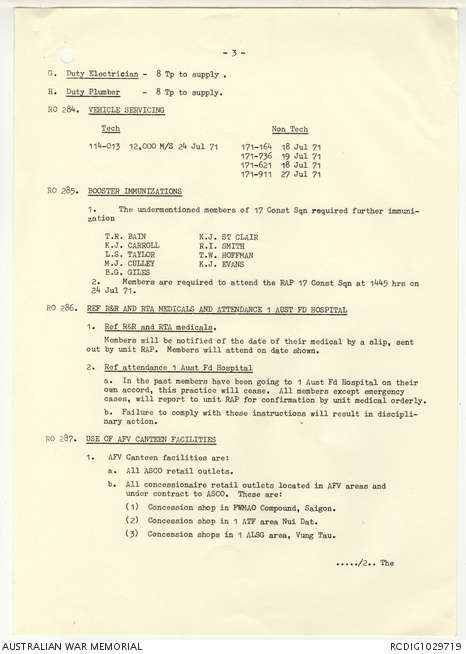 - 3 -
G. Duty Electrician - 8 Tp to supply .
H. Duty Plumber - 8 Tp to supply.
RO 284. VEHICLE SERVICING
Tech Non Tech
114-013 12,000 M/S 24 Jul 71 171-164 18 Jul 71
171-736 19 Jul 71
171-621 18 Jul 71
171-911 27 Jul 71
RO 285. BOOSTER IMMUNIZATIONS
1. The undermentioned members of 17 Const Sqn required further immuni-
zation
T.R. BAIN K.J. ST CLAIR
K.J. CARROLL R.I. SMITH
L.S. TAYLOR T.W. HOFFMAN
M.J. CULLEY K.J. EVANS
B.G. GILES
2. Members are required to attend the RAP 17 Const Sqn at 1445 hrs on
24 Jul 71.
RO 286. REF R&R AND RTA MEDICALS AND ATTENDANCE 1 AUST FD HOSPITAL
1. Ref R&R and RTA medicals.
Members will be notified of the date of their medical by a slip, sent
out by unit RAP. Members will attend on date shown.
2. Ref attendance 1 Aust Fd Hospital
a. In the past members have been going to 1 Aust Fd Hospital on their
own accord, this practice will cease. All members except emergency
cases, will report to unit RAP for confirmation by unit medical orderly.
b. Failure to comply with these instructions will result in discipli-
nary action.
RO 287. USE OF AFV CANTEEN FACILITIES
1. AFV Canteen facilities are:
a. All ASCO retail outlets.
b. All concessionaire retail outlets located in AFV areas and
under contract to ASCO. These are:
(1) Concession shop in FWMAO Compound, Saigon.
(2) Concession shop in 1 ATF area Nui Dat.
(3) Concession shops in 1 ALSG area, Vung Tau.
...../2.. The
AUSTRALIAN WAR MEMORIAL RCDIG1029719